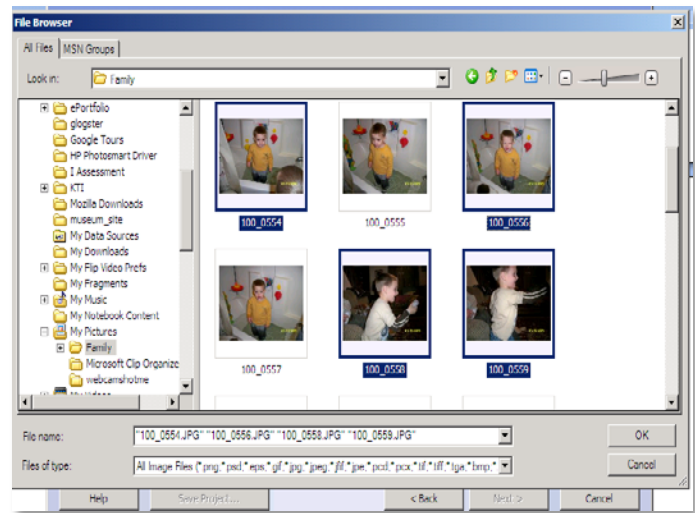 File Browser
All Files
MSN Groups
Look in:
Family
ePortfolio
glogster
Google Tours
HP Photosmart Driver
I Assessment
KTI
Mozilla Downloads
museum_site
My Data Sources
My Downloads
My Flip Video Prefs
My Fragments
My Music
My Notebook Content
My Pictures
Family
Microsoft Clip Organize
webcamshotme
100_0554
100_0555
100_0556
100_0557
100_0558
100_0559
File name:
"100_0554.JPG" "100_0556.JPG" "100_0558.JPG" "100_0559.JPG"
OK
Files of type:
All Image Files (*.png;*.psd;*.eps;*.gif;*.jpg;*.jpeg;*.jfif;*.jpe;*.pcd;*.pcx;*.tif;*.tiff;*.tga;*.bmp;*
Cancel
Help
Save Project...
< Back
Next >
Cancel